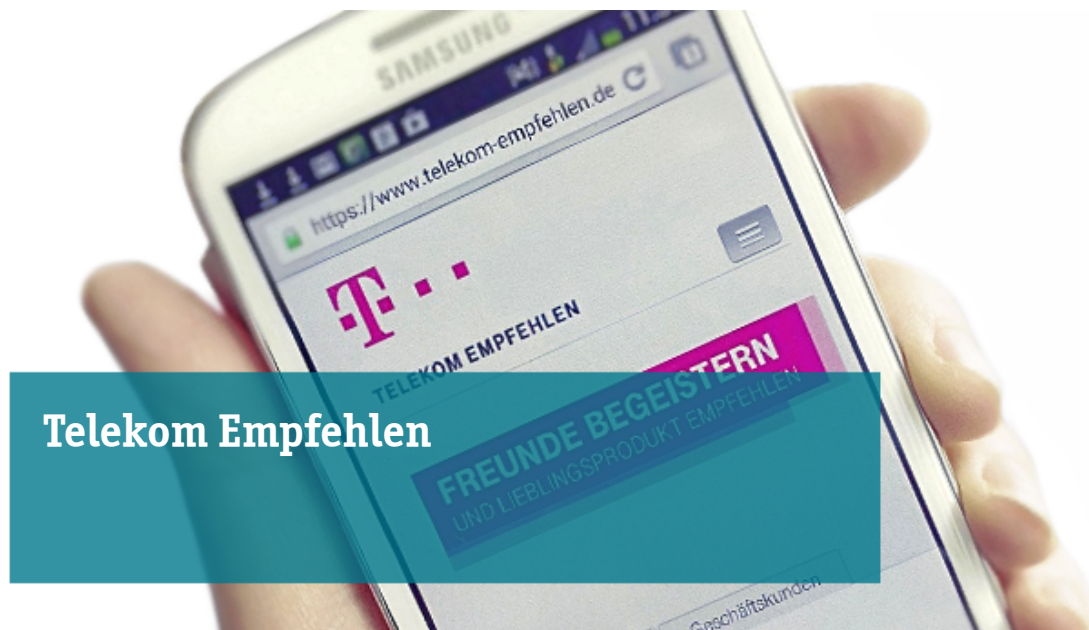 SAMSUNG
https://www.telekom-empfehlen.de
T
TELEKOM EMPFEHLEN
FREUNDE BEGEISTERN
UND LIEBLINGSPRODUKT EMPFEHLEN
Telekom Empfehlen
Geschäftskunden